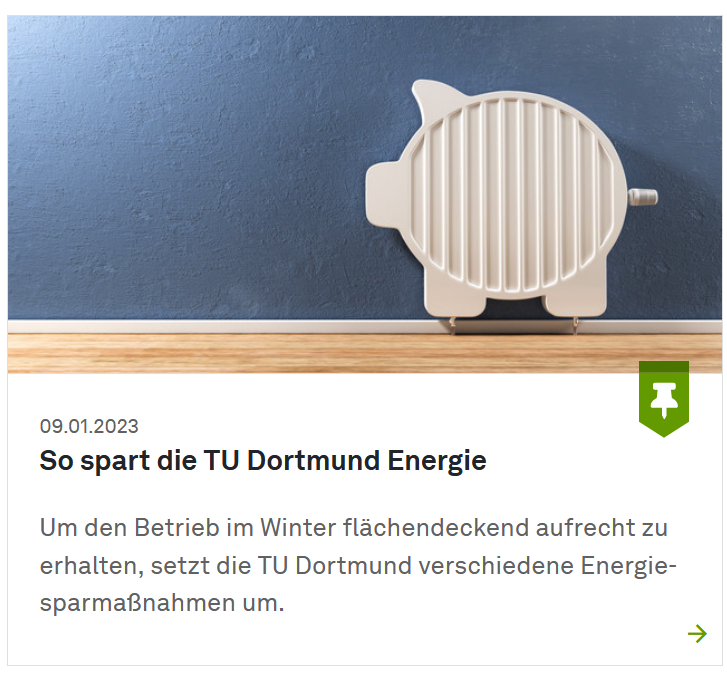 09.01.2023
So spart die TU Dortmund Energie
Um den Betrieb im Winter flächendeckend aufrecht zu
erhalten, setzt die TU Dortmund verschiedene Energie-
sparmaßnahmen um.